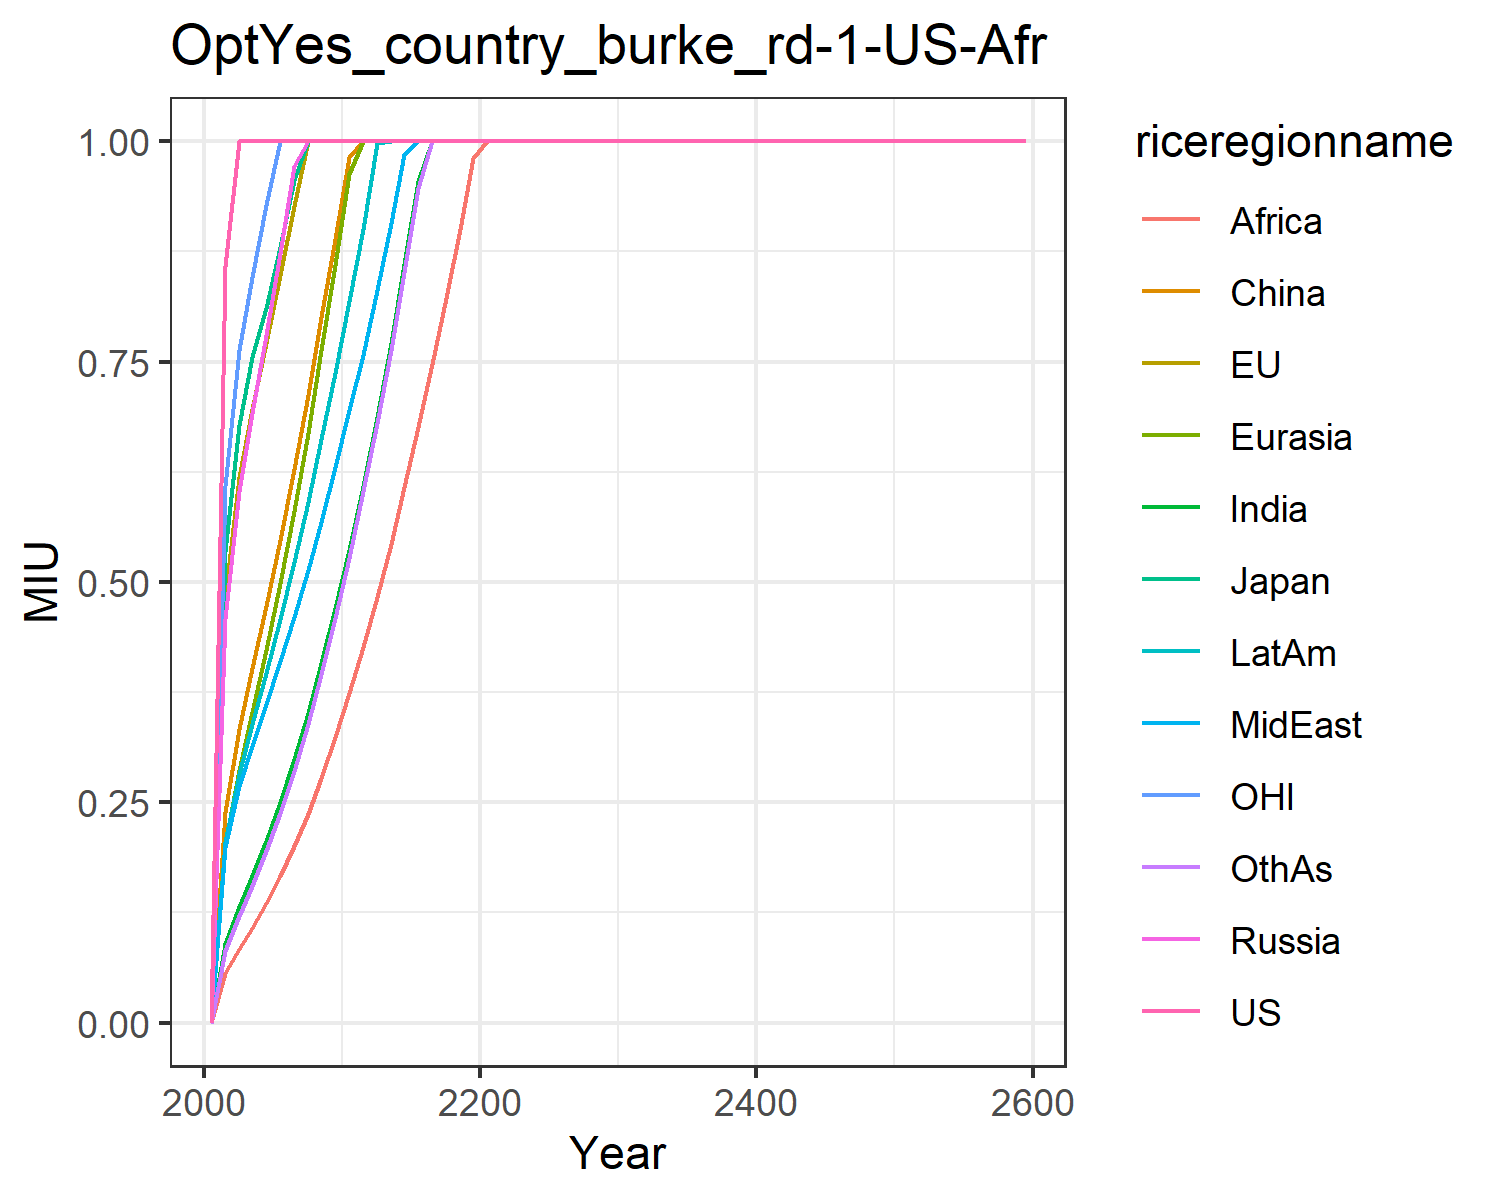 OptYes_country_burke_rd-1-US-Afr
1.00
0.75
0.50
0.25
0.00
MIU
2000
2200
2400
2600
Year
riceregionname
Africa
China
EU
Eurasia
India
Japan
LatAm
MidEast
OHI
OthAs
Russia
US